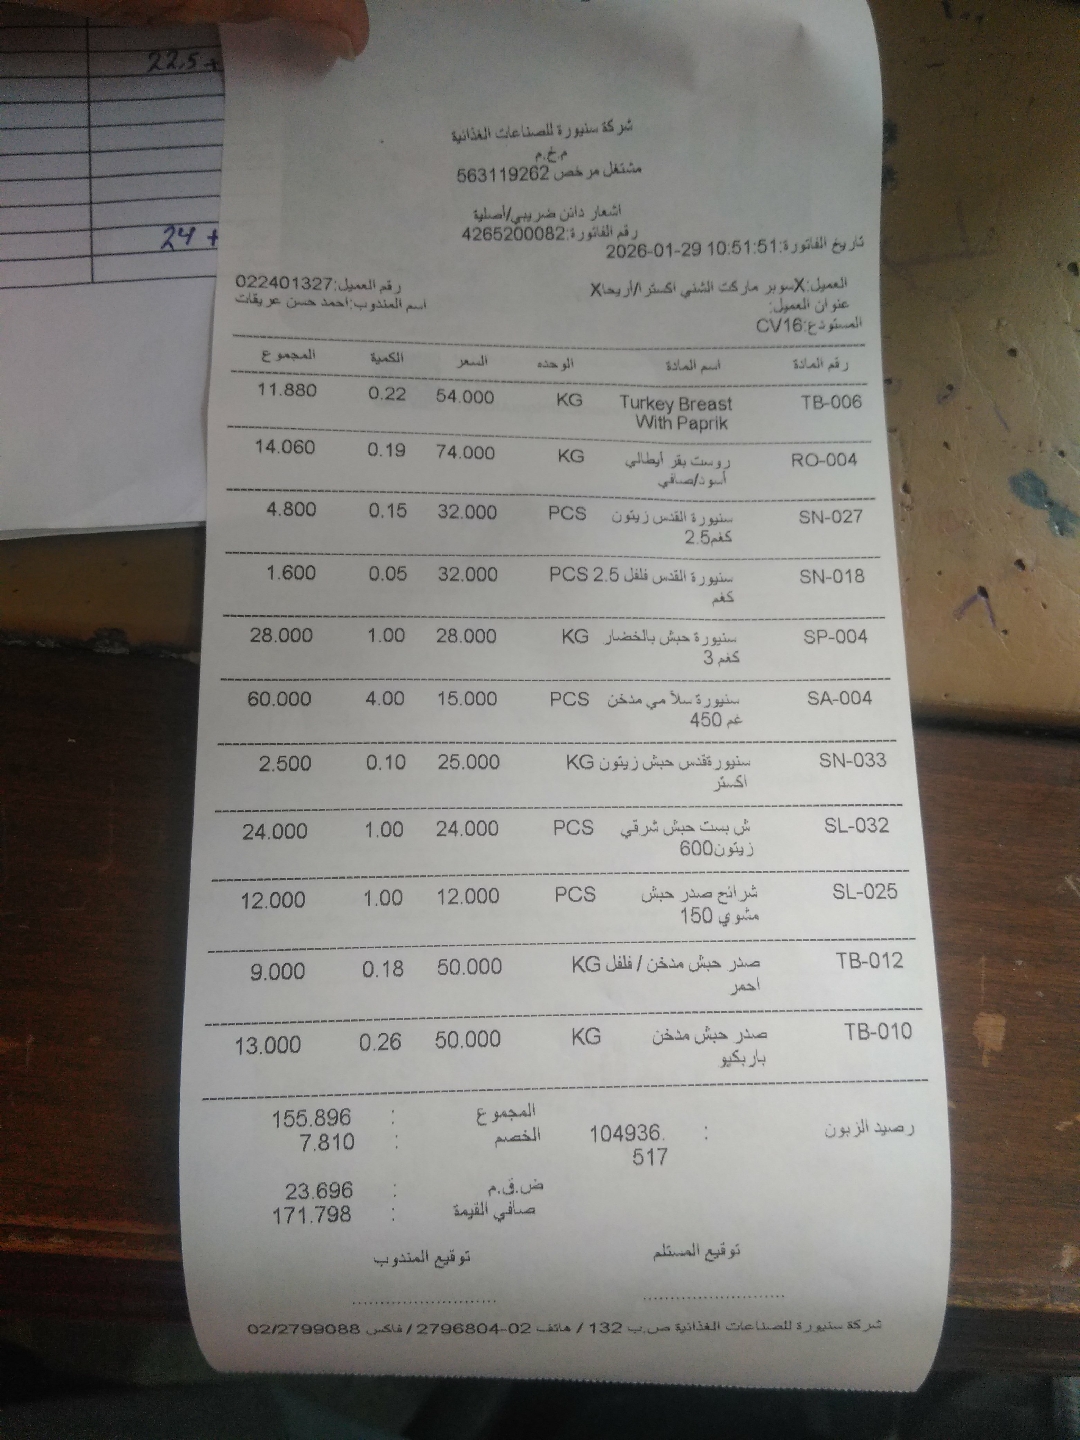 22.5 +
24 +
شركة سنيورة للصناعات الغذائية
م.خ.م
مشتغل مرخص 563119262
اشعار دائن ضريبي/أصلية
رقم الفاتورة:4265200082
تاريخ الفاتورة:2026-01-29 10:51:51
العميل:Xسوبر ماركت الشني اكسترا/أريحاX رقم العميل:022401327
عنوان العميل: اسم المندوب:احمد حسن عريقات
المستودع:CV16
رقم المادة اسم المادة الوحده السعر الكمية المجموع
TB-006 Turkey Breast KG 54.000 0.22 11.880
With Paprik
RO-004 روست بقر ايطالي KG 74.000 0.19 14.060
أسود/صافي
SN-027 سنيورة القدس زيتون PCS 32.000 0.15 4.800
2.5كغم
SN-018 سنيورة القدس فلفل 2.5 PCS 32.000 0.05 1.600
كغم
SP-004 سنيورة حبش بالخضار KG 28.000 1.00 28.000
3 كغم
SA-004 سنيورة سلأ مي مدخن PCS 15.000 4.00 60.000
450 غم
SN-033 سنيورةقدس حبش زيتون KG 25.000 0.10 2.500
اكستر
SL-032 ش بست حبش شرقي PCS 24.000 1.00 24.000
زيتون600
SL-025 شرائح صدر حبش PCS 12.000 1.00 12.000
مشوي 150
TB-012 صدر حبش مدخن / فلفل KG 50.000 0.18 9.000
احمر
TB-010 صدر حبش مدخن KG 50.000 0.26 13.000
باربكيو
رصيد الزبون : 104936.
517
المجموع : 155.896
الخصم : 7.810
ض.ق.م : 23.696
صافي القيمة : 171.798
توقيع المستلم توقيع المندوب
شركة سنيورة للصناعات الغذائية ص.ب 132 / هاتف 02-2796804 / فاكس 02/2799088